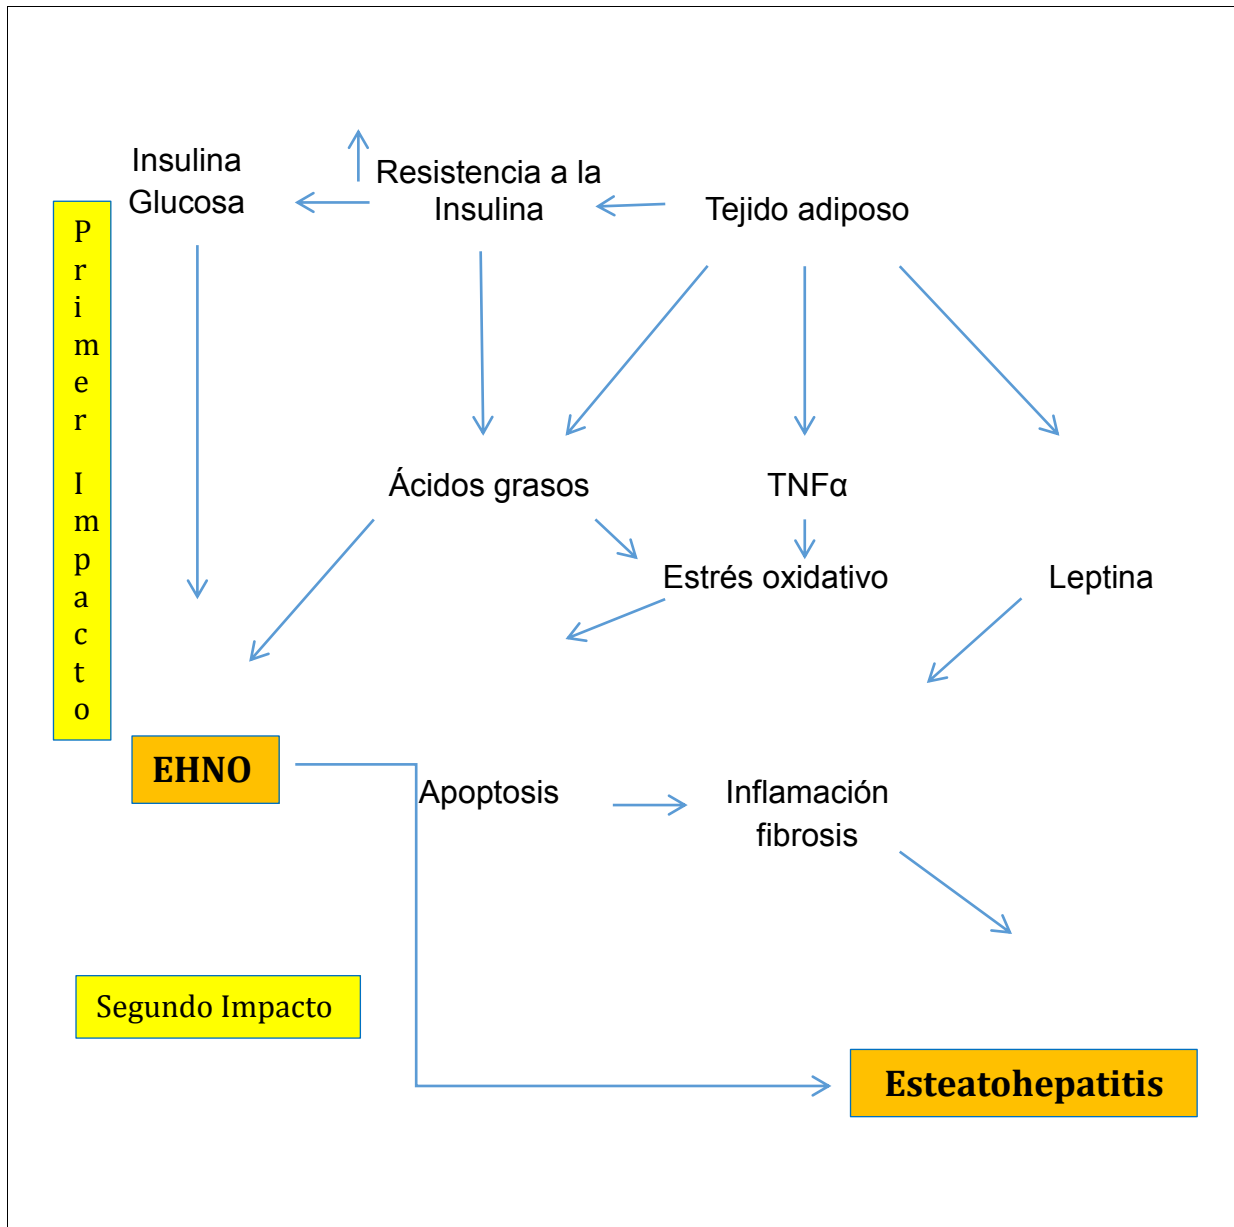 Insulina
Glucosa
Resistencia a la
Insulina
Tejido adiposo
Primer Impacto
Ácidos grasos
TNFα
Estrés oxidativo
Leptina
EHNO
Apoptosis
Inflamación
fibrosis
Segundo Impacto
Esteatohepatitis